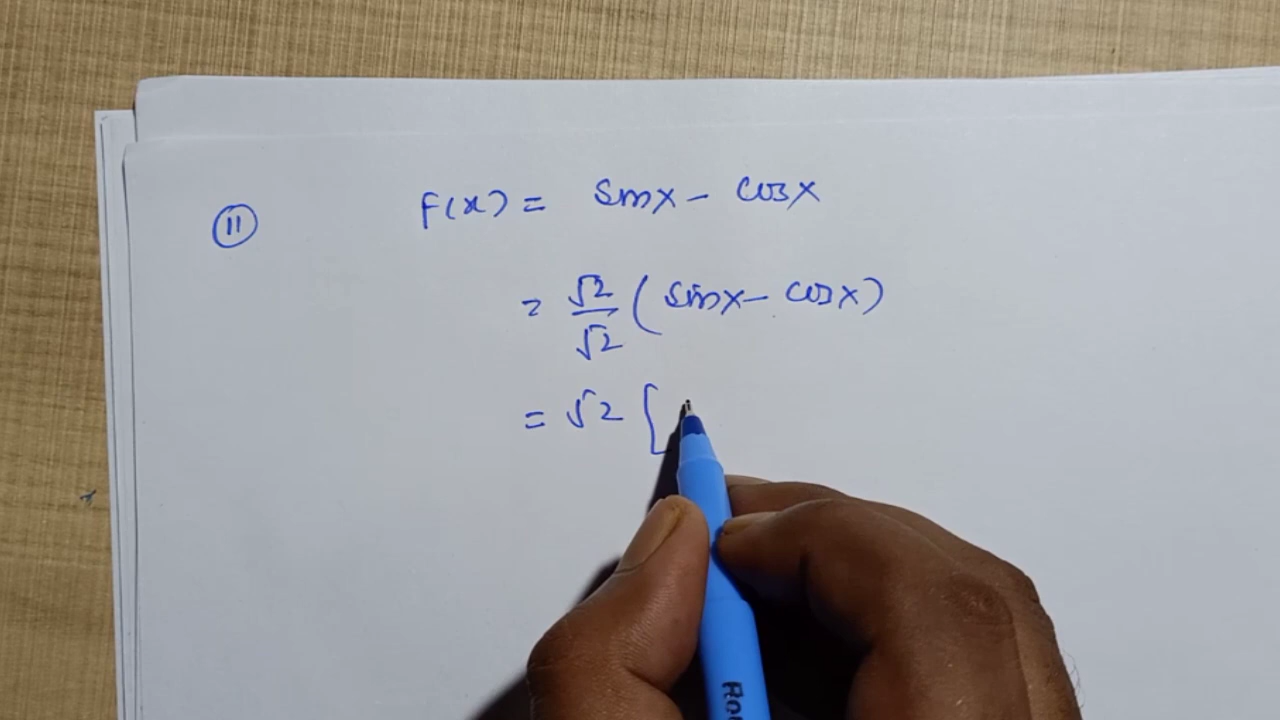 11 F(x) = sinx - cosx
= √2/√2 (sinx - cosx)
= √2 [